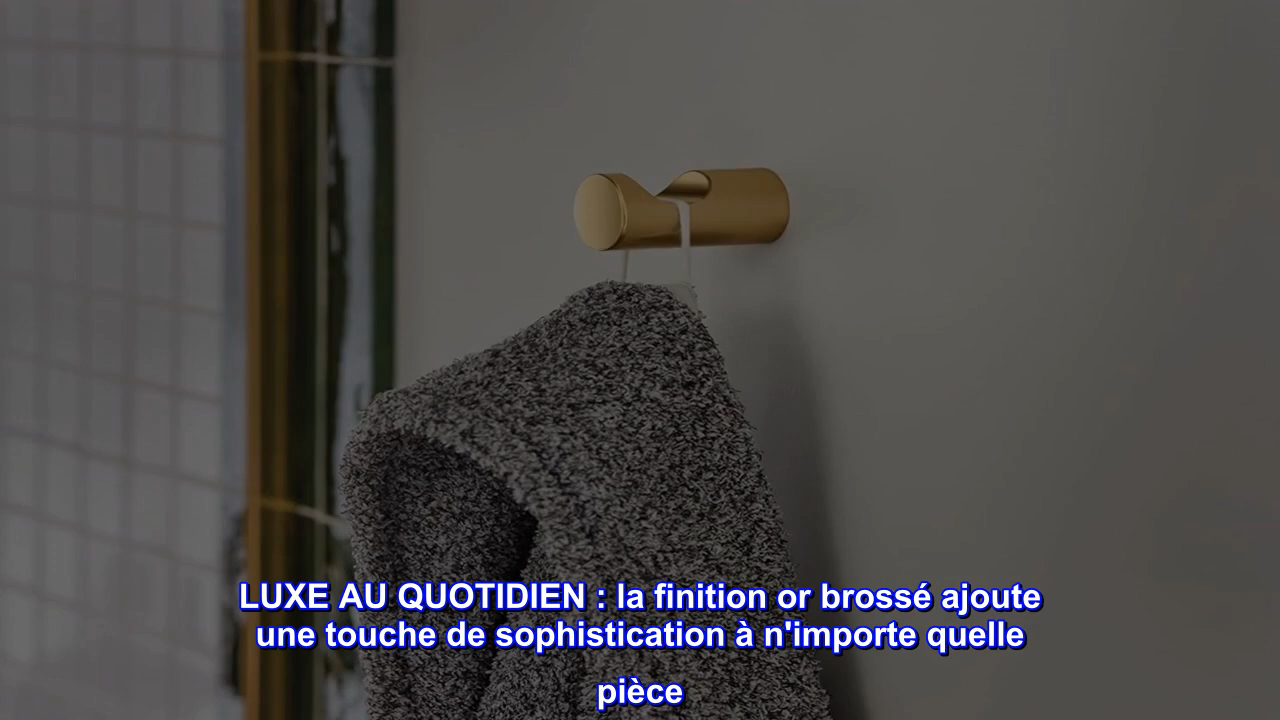 LUXE AU QUOTIDIEN : la finition or brossé ajoute
une touche de sophistication à n'importe quelle
pièce